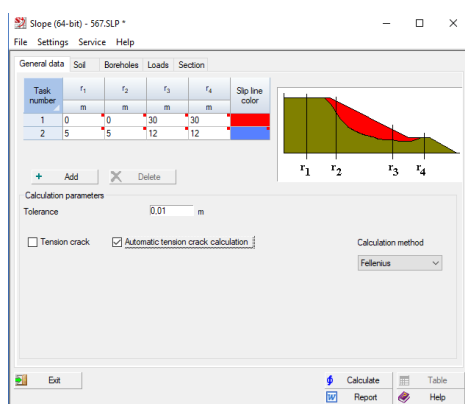 Slope (64-bit) - 567.SLP *
File Settings Service Help
General data Soil Boreholes Loads Section
Task number r1 r2 r3 r4 Slip line color
m m m m
1 0 0 30 30
2 5 5 12 12
r1 r2 r3 r4
+ Add Delete
Calculation parameters
Tolerance 0,01 m
Tension crack Automatic tension crack calculation
Calculation method
Fellenius
Exit
Calculate Table
Report Help